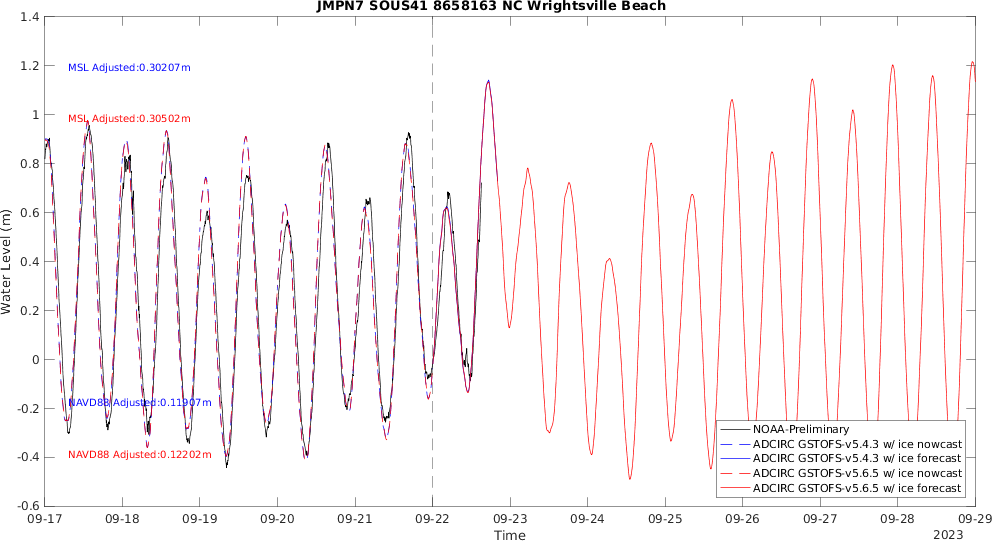 JMPN7 SOUS41 8658163 NC Wrightsville Beach
Water Level (m)
1.4
1.2
1
0.8
0.6
0.4
0.2
0
-0.2
-0.4
-0.6
MSL Adjusted:0.30207m
MSL Adjusted:0.30502m
NAVD88 Adjusted:0.11907m
NAVD88 Adjusted:0.12202m
NOAA-Preliminary
ADCIRC GSTOFS-v5.4.3 w/ ice nowcast
ADCIRC GSTOFS-v5.4.3 w/ ice forecast
ADCIRC GSTOFS-v5.6.5 w/ ice nowcast
ADCIRC GSTOFS-v5.6.5 w/ ice forecast
09-17 09-18 09-19 09-20 09-21 09-22 09-23 09-24 09-25 09-26 09-27 09-28 09-29
Time
2023